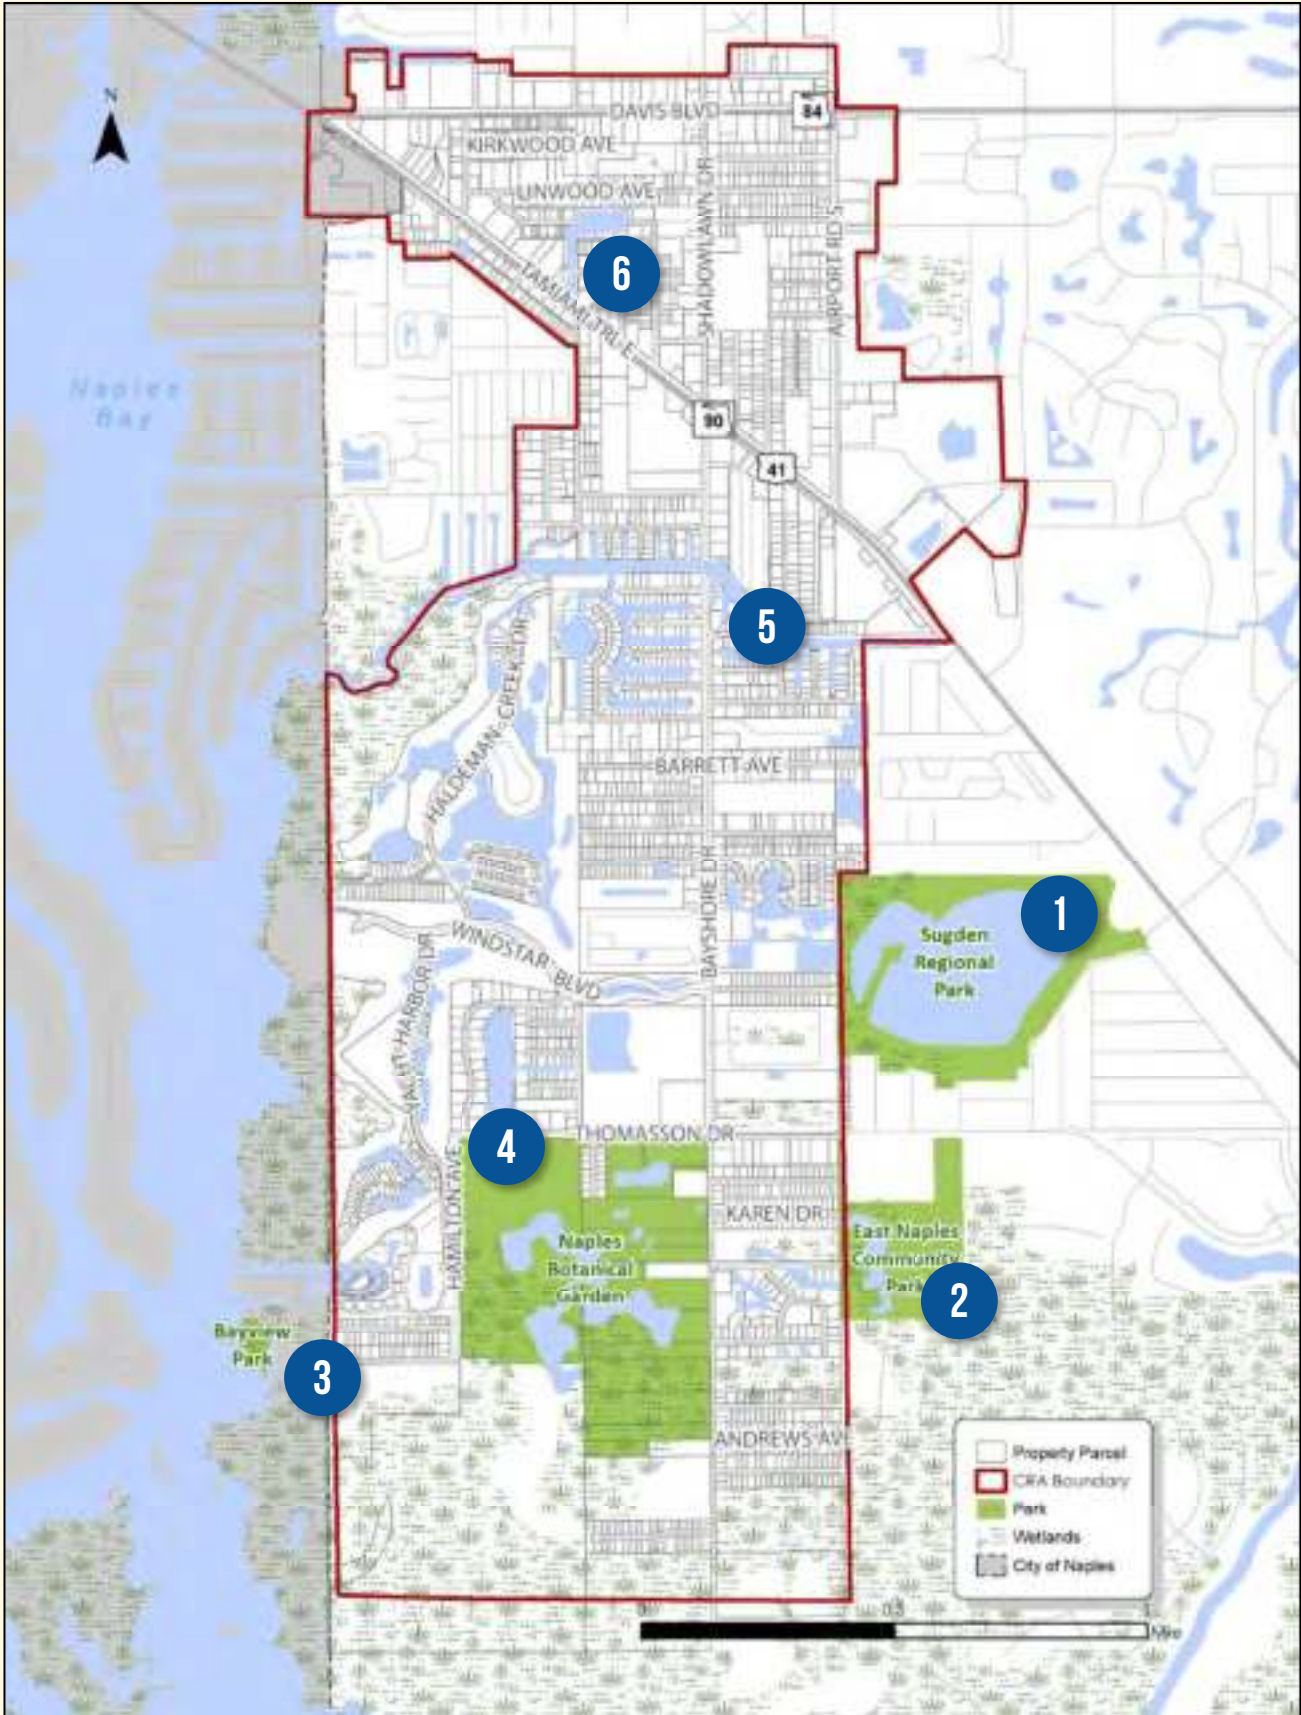 N
DAVIS BLVD
84
KIRKWOOD AVE
LINWOOD AVE
SHADOWLAWN DR
AIRPORT RD S
6
TAMIAMI TRL E
Naples
Bay
90
41
5
HALDEMAN CREEK DR
BARRETT AVE
BAYSHORE DR
1
Sugden
Regional
Park
WINDSTAR BLVD
YACHT HARBOR DR
4
THOMASSON DR
HAMILTON AVE
KAREN DR
Naples
Botanical
Garden
East Naples
Community
Park
2
Bayview
Park
3
ANDREWS AV
Property Parcel
CRA Boundary
Park
Wetlands
City of Naples
0.5
Mile